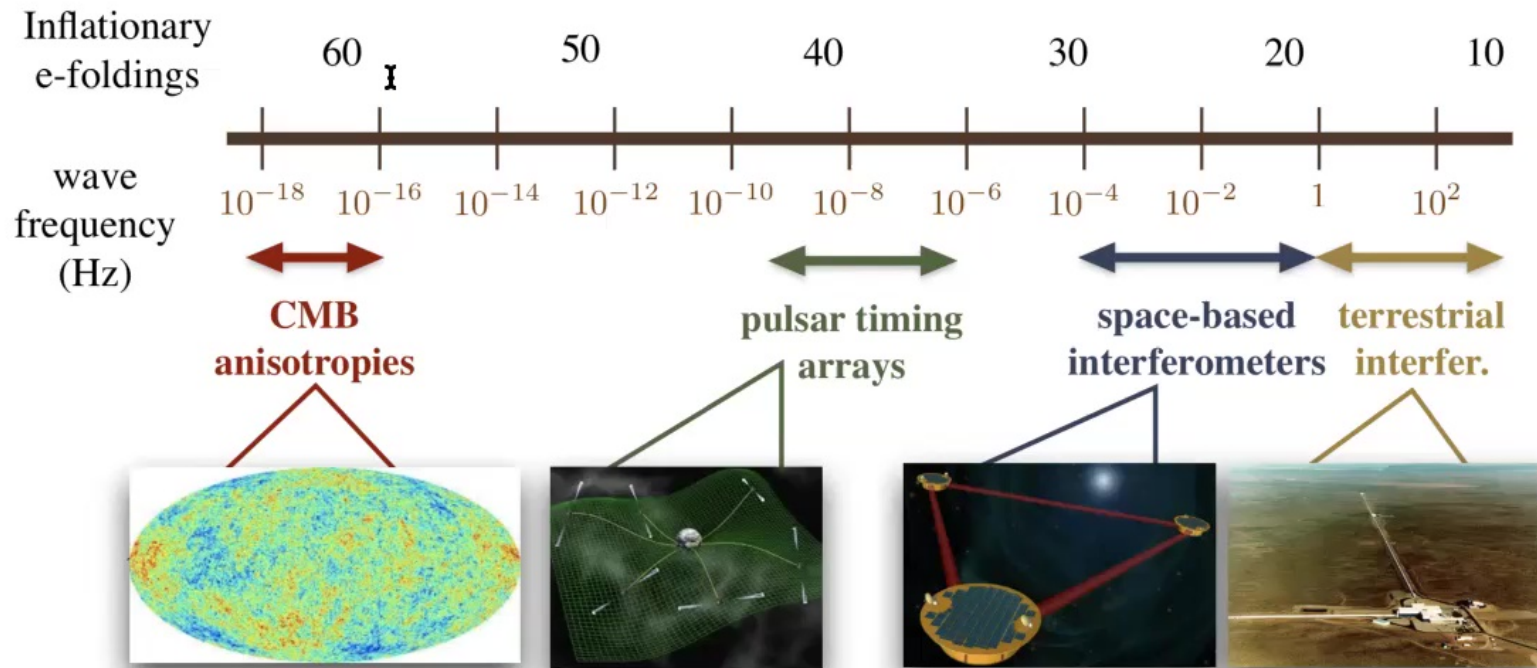 Inflationary
e-foldings
60 50 40 30 20 10
wave
frequency
(Hz)
10⁻¹⁸ 10⁻¹⁶ 10⁻¹⁴ 10⁻¹² 10⁻¹⁰ 10⁻⁸ 10⁻⁶ 10⁻⁴ 10⁻² 1 10²
CMB
anisotropies
pulsar timing
arrays
space-based
interferometers
terrestrial
interfer.